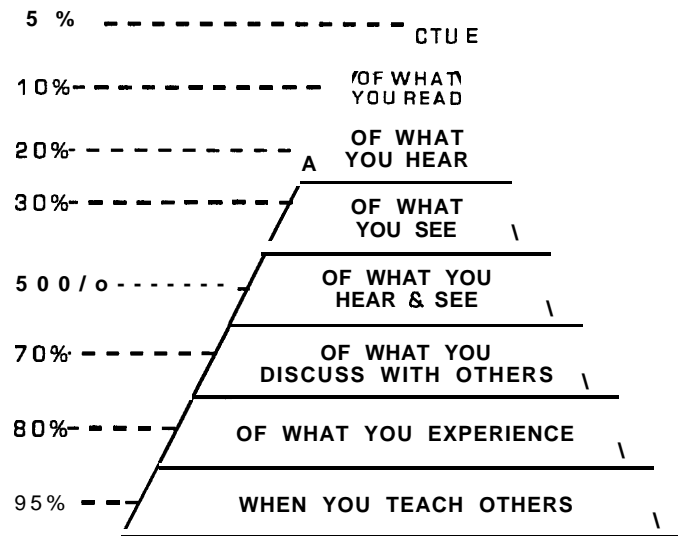 5 %
CTU E
10%
OF WHAT
YOU READ
20%
A
OF WHAT
YOU HEAR
30%
OF WHAT
YOU SEE
500/o
OF WHAT YOU
HEAR & SEE
70%
OF WHAT YOU
DISCUSS WITH OTHERS
80%
OF WHAT YOU EXPERIENCE
95%
WHEN YOU TEACH OTHERS